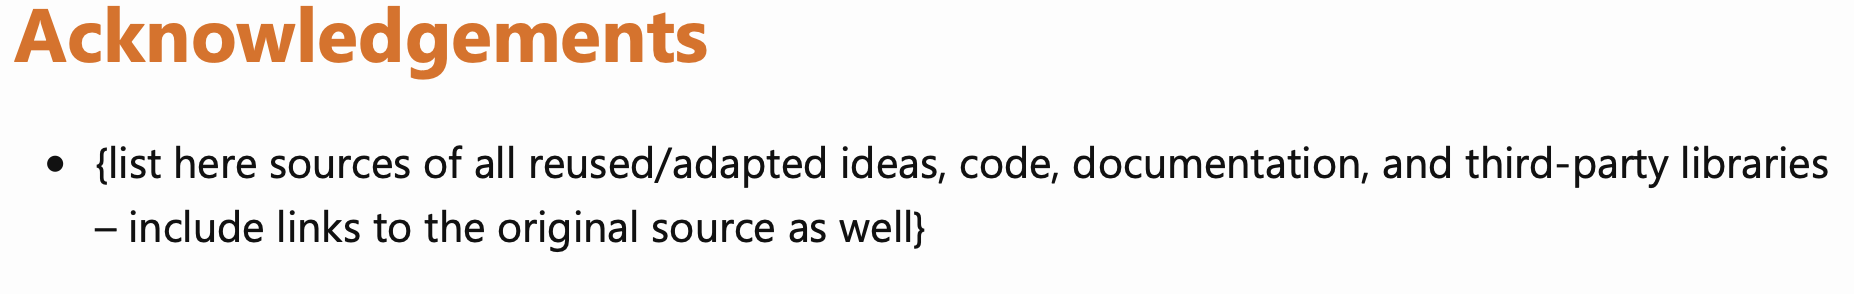 Acknowledgements
• {list here sources of all reused/adapted ideas, code, documentation, and third-party libraries
– include links to the original source as well}